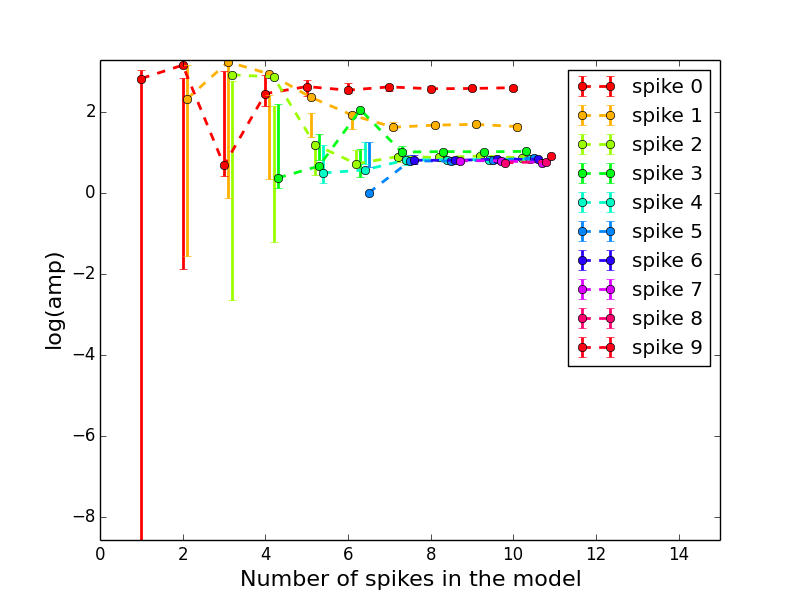 2
0
−2
−4
−6
−8
log(amp)
0 2 4 6 8 10 12 14
Number of spikes in the model
spike 0
spike 1
spike 2
spike 3
spike 4
spike 5
spike 6
spike 7
spike 8
spike 9